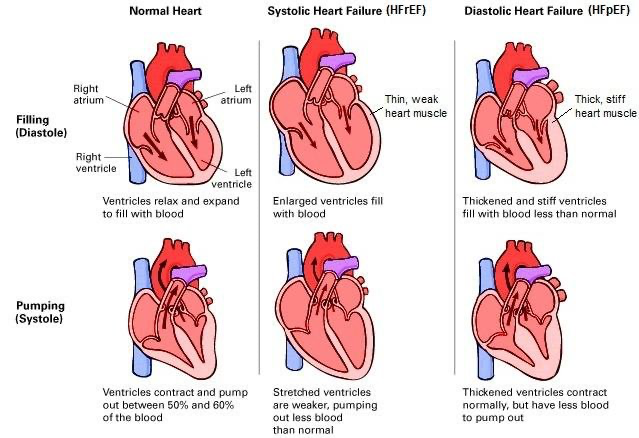 Normal Heart
Systolic Heart Failure (HFrEF)
Diastolic Heart Failure (HFpEF)
Filling
(Diastole)
Right
atrium
Left
atrium
Right
ventricle
Left
ventricle
Thin, weak
heart muscle
Thick, stiff
heart muscle
Ventricles relax and expand
to fill with blood
Enlarged ventricles fill
with blood
Thickened and stiff ventricles
fill with blood less than normal
Pumping
(Systole)
Ventricles contract and pump
out between 50% and 60%
of the blood
Stretched ventricles
are weaker, pumping
out less blood
than normal
Thickened ventricles contract
normally, but have less blood
to pump out